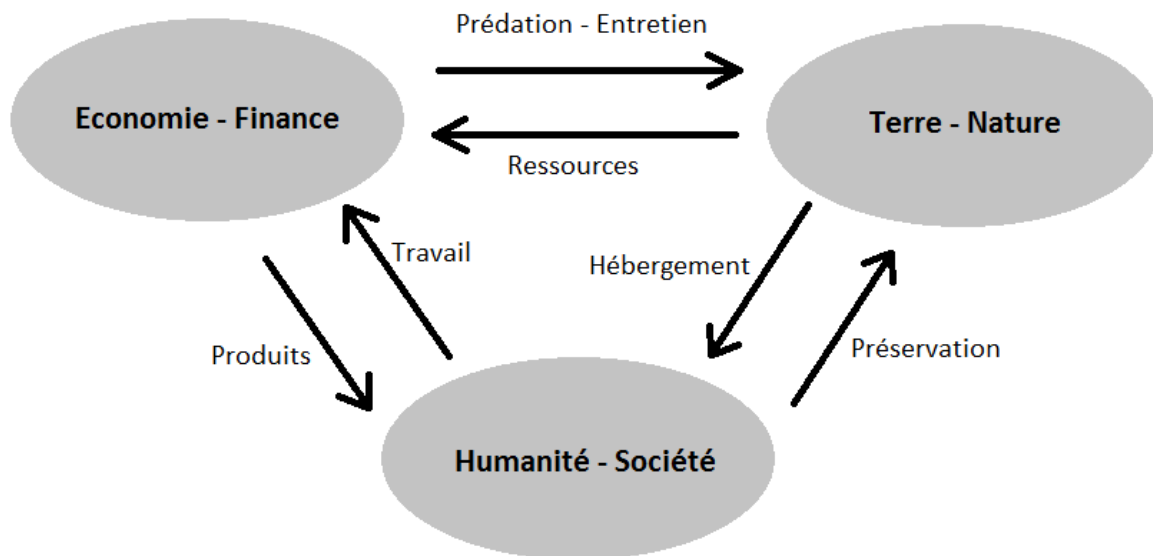 Prédation - Entretien
Economie - Finance
Terre - Nature
Ressources
Travail
Hébergement
Produits
Préservation
Humanité - Société